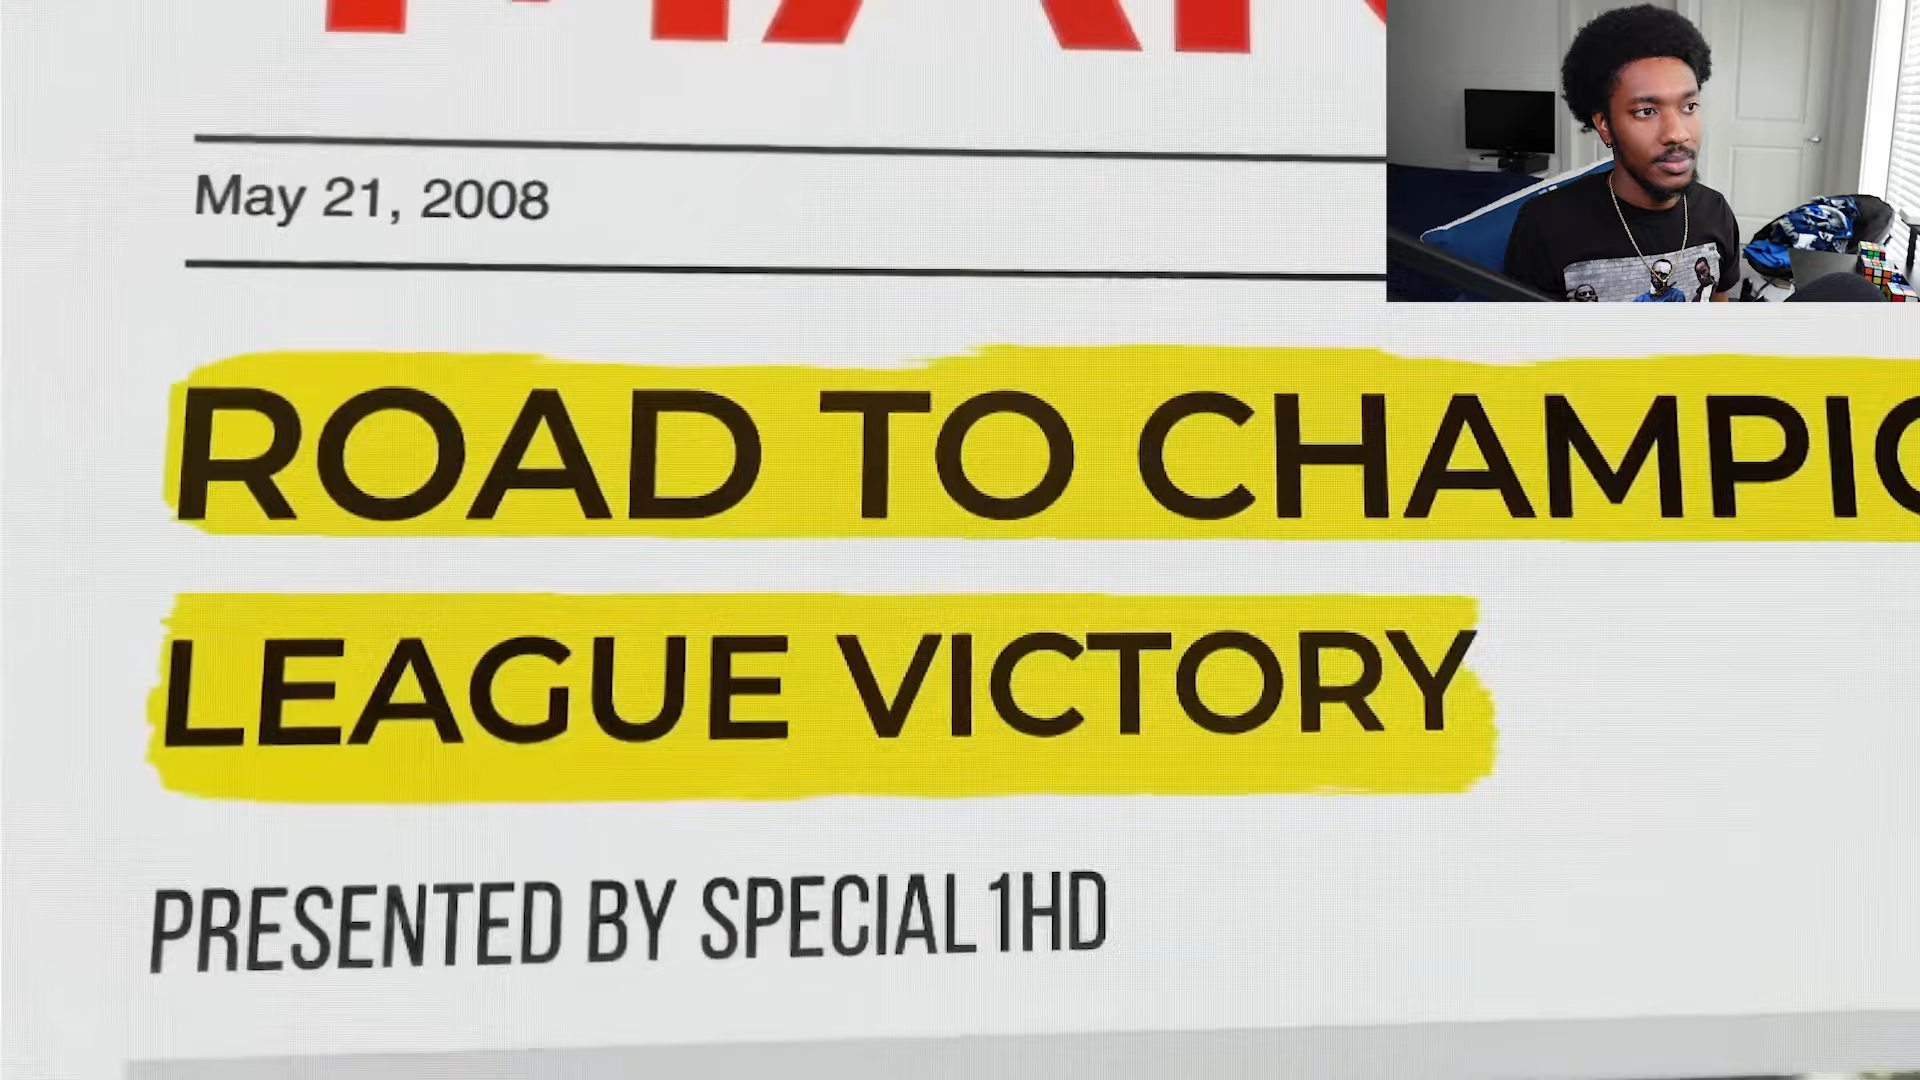 May 21, 2008
ROAD TO CHAMPIO
LEAGUE VICTORY
PRESENTED BY SPECIAL1HD